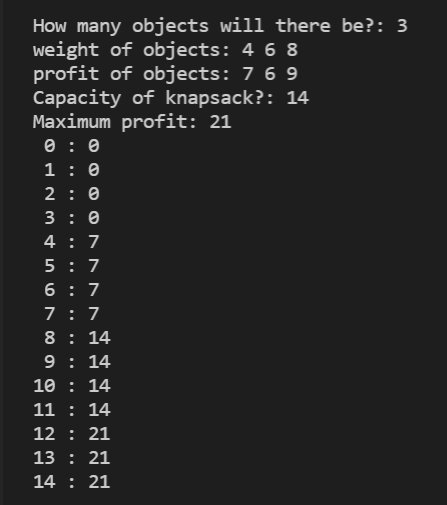 How many objects will there be?: 3
weight of objects: 4 6 8
profit of objects: 7 6 9
Capacity of knapsack?: 14
Maximum profit: 21
0 : 0
1 : 0
2 : 0
3 : 0
4 : 7
5 : 7
6 : 7
7 : 7
8 : 14
9 : 14
10 : 14
11 : 14
12 : 21
13 : 21
14 : 21